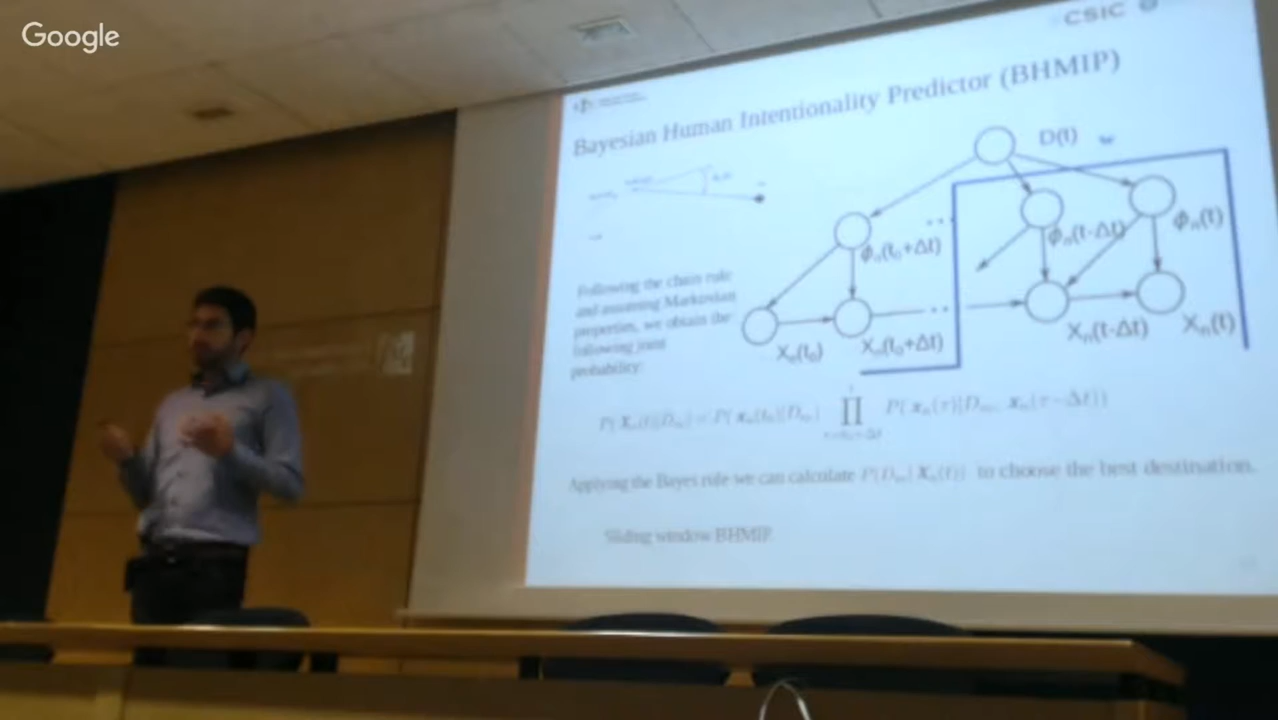 Google
CSIC
Bayesian Human Intentionality Predictor (BHMIP)
D(t)
ϕₙ(t₀+Δt)
ϕₙ(t-Δt)
ϕₙ(t)
Xₙ(t₀)
Xₙ(t₀+Δt)
Xₙ(t-Δt)
Xₙ(t)
Following the chain rule
and assuming Markovian
properties, we obtain the
following joint
probability:
Applying the Bayes rule we can calculate to choose the best destination.
Sliding window BHMIP